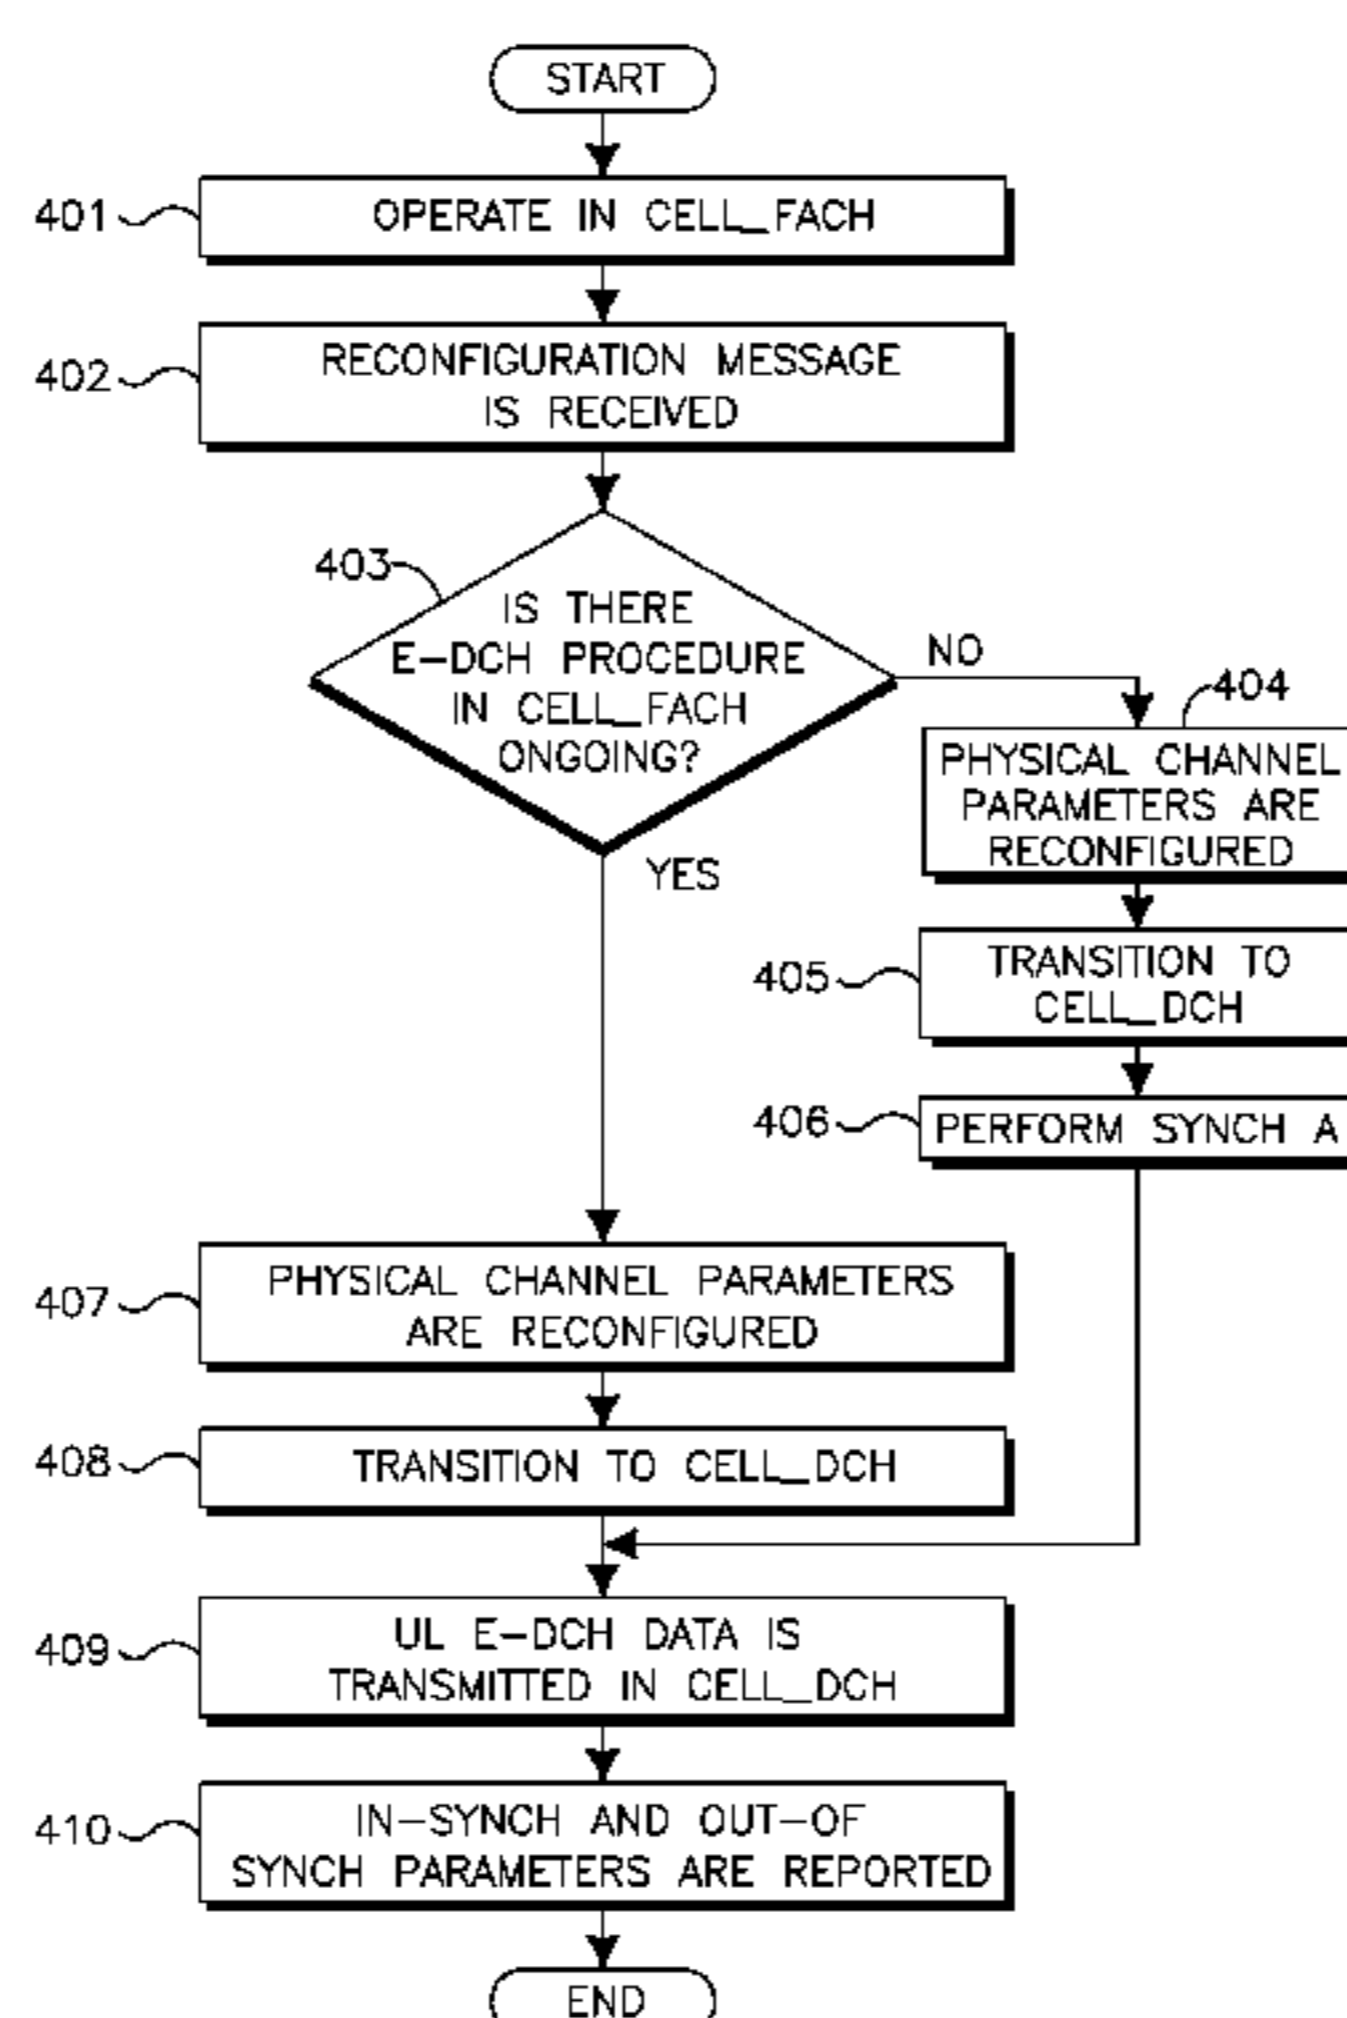 START
401
OPERATE IN CELL_FACH
402
RECONFIGURATION MESSAGE
IS RECEIVED
403
IS THERE
E-DCH PROCEDURE
IN CELL_FACH
ONGOING?
NO
YES
404
PHYSICAL CHANNEL
PARAMETERS ARE
RECONFIGURED
405
TRANSITION TO
CELL_DCH
406
PERFORM SYNCH A
407
PHYSICAL CHANNEL PARAMETERS
ARE RECONFIGURED
408
TRANSITION TO CELL_DCH
409
UL E-DCH DATA IS
TRANSMITTED IN CELL_DCH
410
IN-SYNCH AND OUT-OF
SYNCH PARAMETERS ARE REPORTED
END